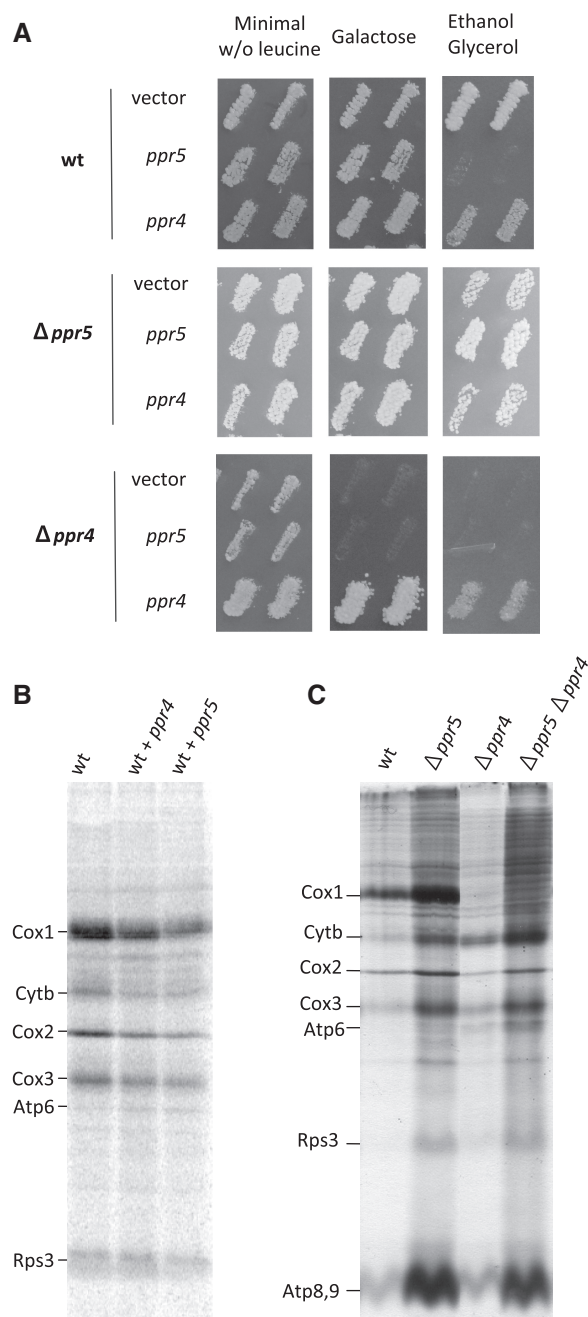 A
Minimal
w/o leucine
Galactose
Ethanol
Glycerol
wt
vector
ppr5
ppr4
Δppr5
vector
ppr5
ppr4
Δppr4
vector
ppr5
ppr4
B
wt
wt + ppr4
wt + ppr5
Cox1
Cytb
Cox2
Cox3
Atp6
Rps3
C
wt
Δppr5
Δppr4
Δppr5 Δppr4
Cox1
Cytb
Cox2
Cox3
Atp6
Rps3
Atp8,9